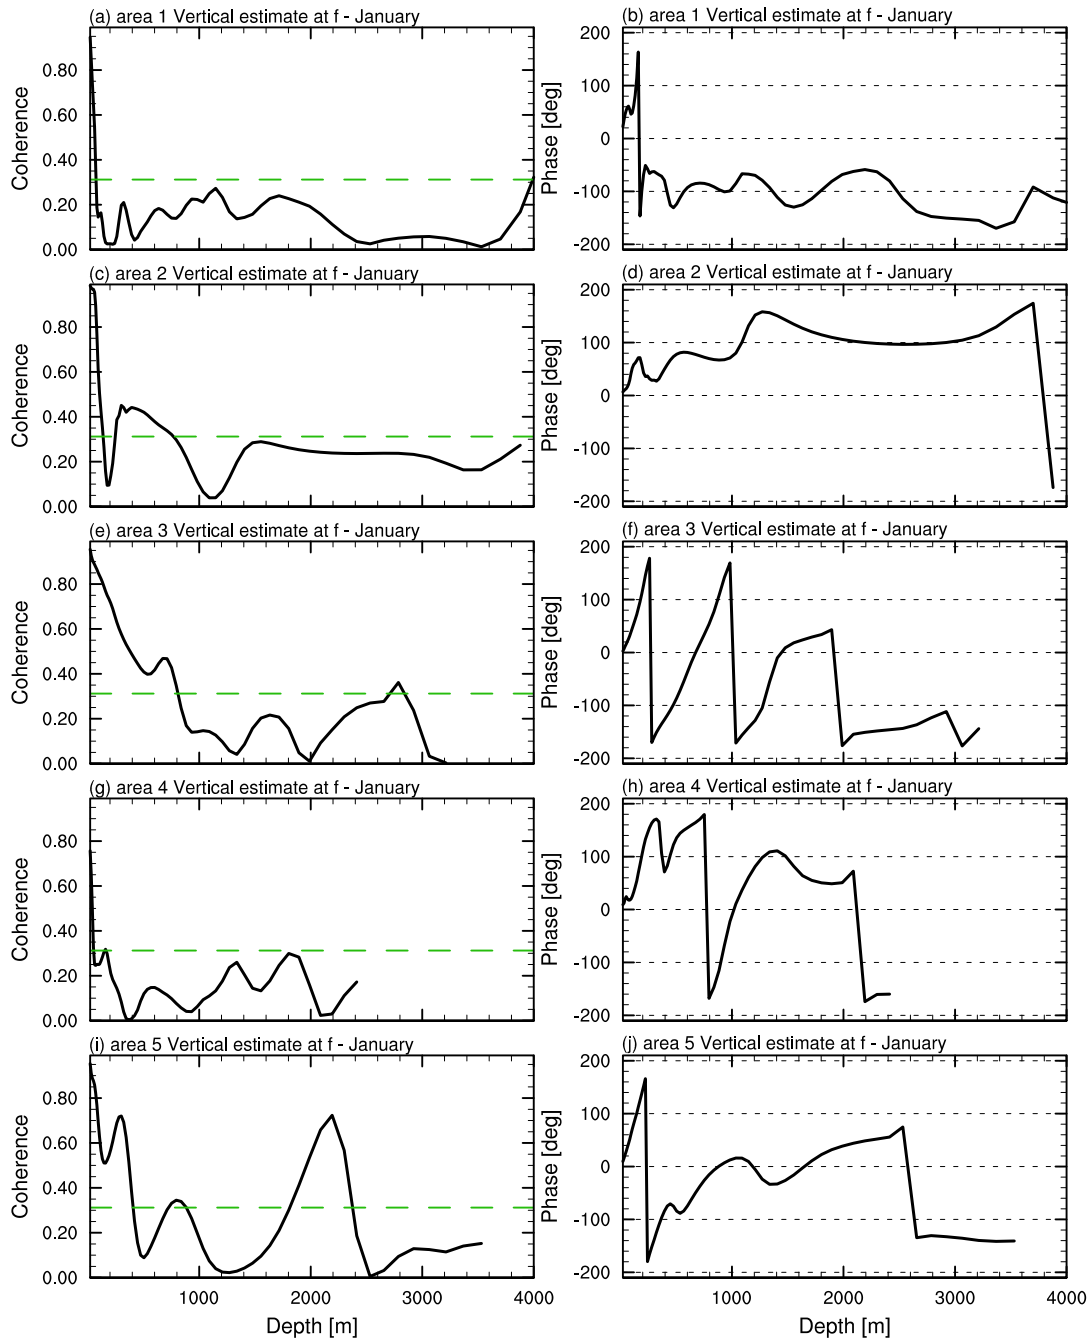 (a) area 1 Vertical estimate at f - January
(b) area 1 Vertical estimate at f - January
Coherence
0.80
0.60
0.40
0.20
0.00
Phase [deg]
200
100
0
-100
-200
(c) area 2 Vertical estimate at f - January
(d) area 2 Vertical estimate at f - January
Coherence
0.80
0.60
0.40
0.20
0.00
Phase [deg]
200
100
0
-100
-200
(e) area 3 Vertical estimate at f - January
(f) area 3 Vertical estimate at f - January
Coherence
0.80
0.60
0.40
0.20
0.00
Phase [deg]
200
100
0
-100
-200
(g) area 4 Vertical estimate at f - January
(h) area 4 Vertical estimate at f - January
Coherence
0.80
0.60
0.40
0.20
0.00
Phase [deg]
200
100
0
-100
-200
(i) area 5 Vertical estimate at f - January
(j) area 5 Vertical estimate at f - January
Coherence
0.80
0.60
0.40
0.20
0.00
Phase [deg]
200
100
0
-100
-200
1000 2000 3000 4000
1000 2000 3000 4000
Depth [m]
Depth [m]